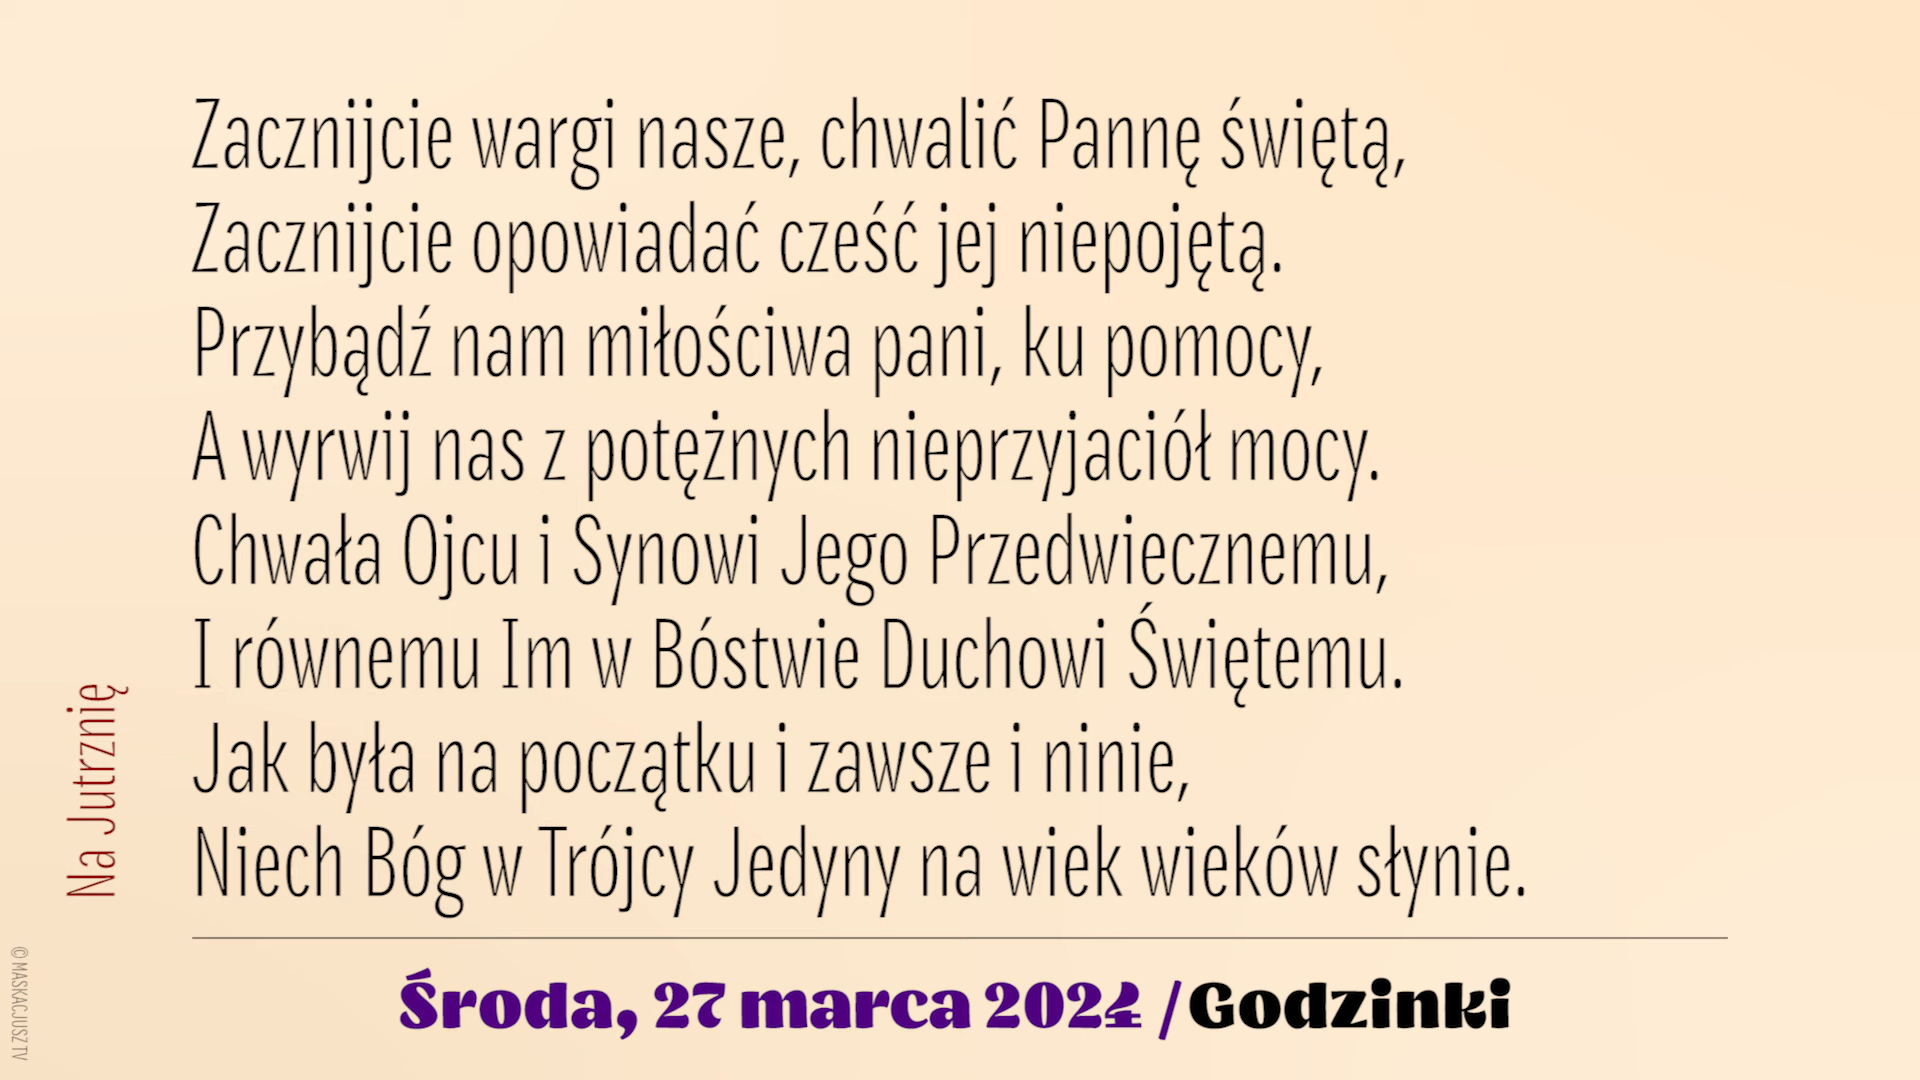 Zacznijcie wargi nasze, chwalić Pannę świętą,
Zacznijcie opowiadać cześć jej niepojętą.
Przybądź nam miłościwa pani, ku pomocy,
A wyrwij nas z potężnych nieprzyjaciół mocy.
Chwała Ojcu i Synowi Jego Przedwiecznemu,
I równemu Im w Bóstwie Duchowi Świętemu.
Jak była na początku i zawsze i ninie,
Niech Bóg w Trójcy Jedyny na wiek wieków słynie.
Na Jutrznię
Środa, 27 marca 2024 / Godzinki
© MASKACJUSZ TV